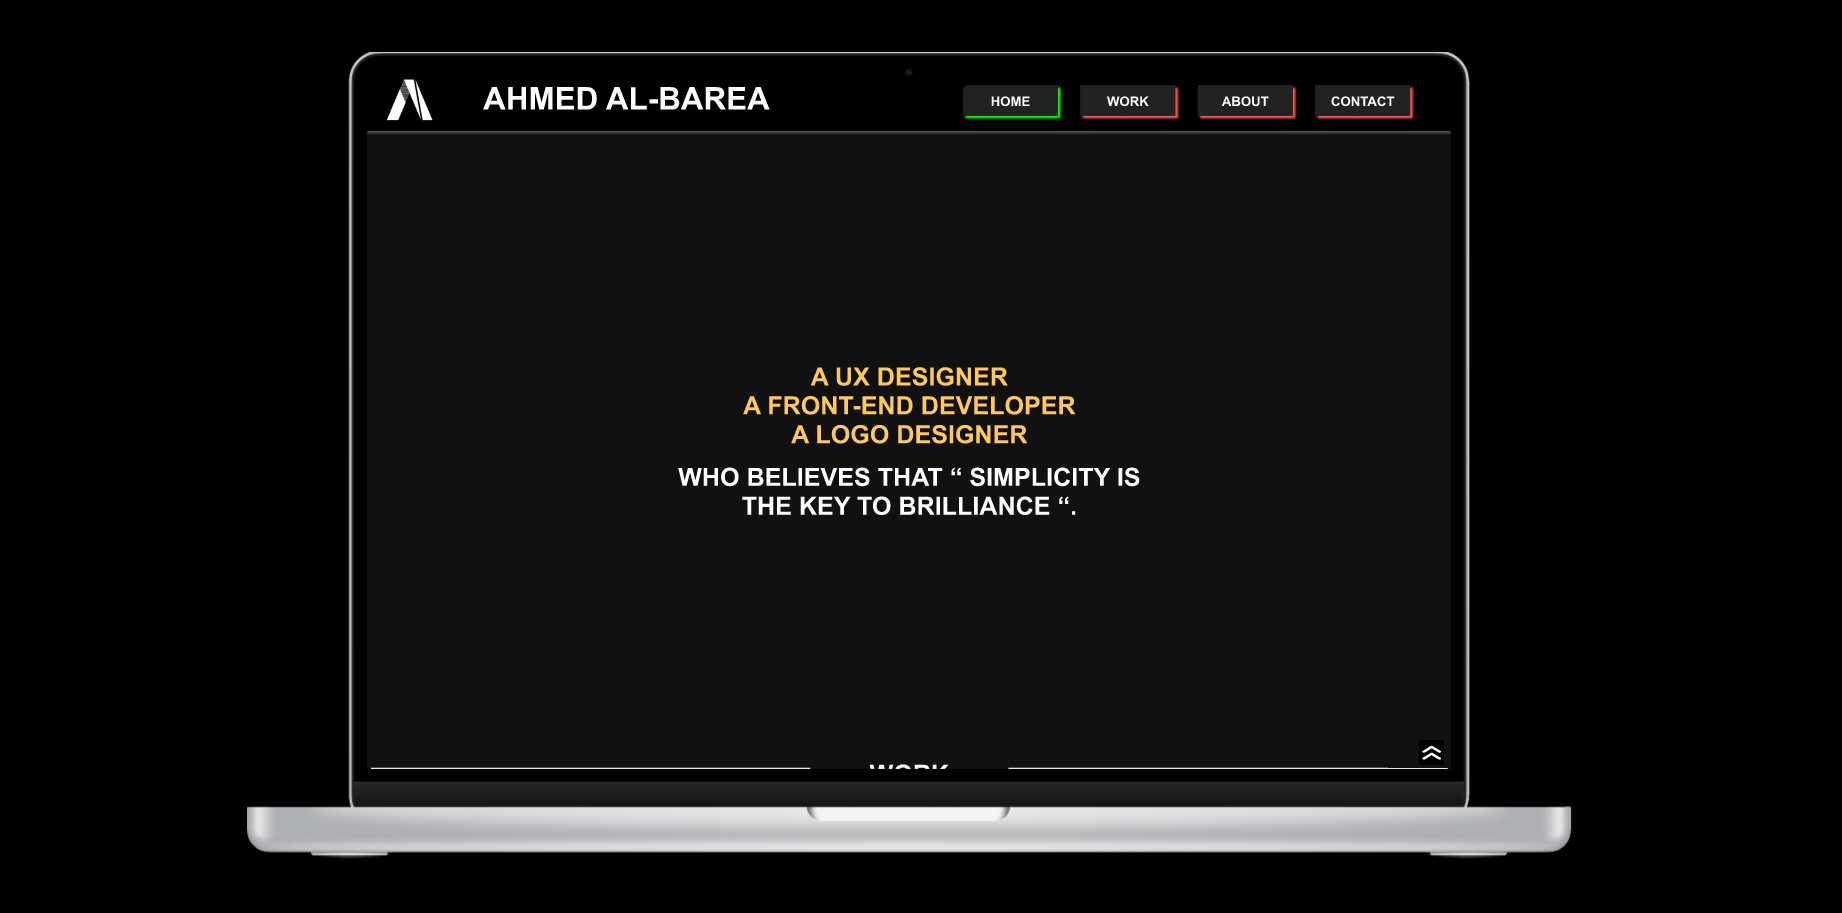 AHMED AL-BAREA
HOME
WORK
ABOUT
CONTACT
A UX DESIGNER
A FRONT-END DEVELOPER
A LOGO DESIGNER
WHO BELIEVES THAT “ SIMPLICITY IS
THE KEY TO BRILLIANCE “.
WORK